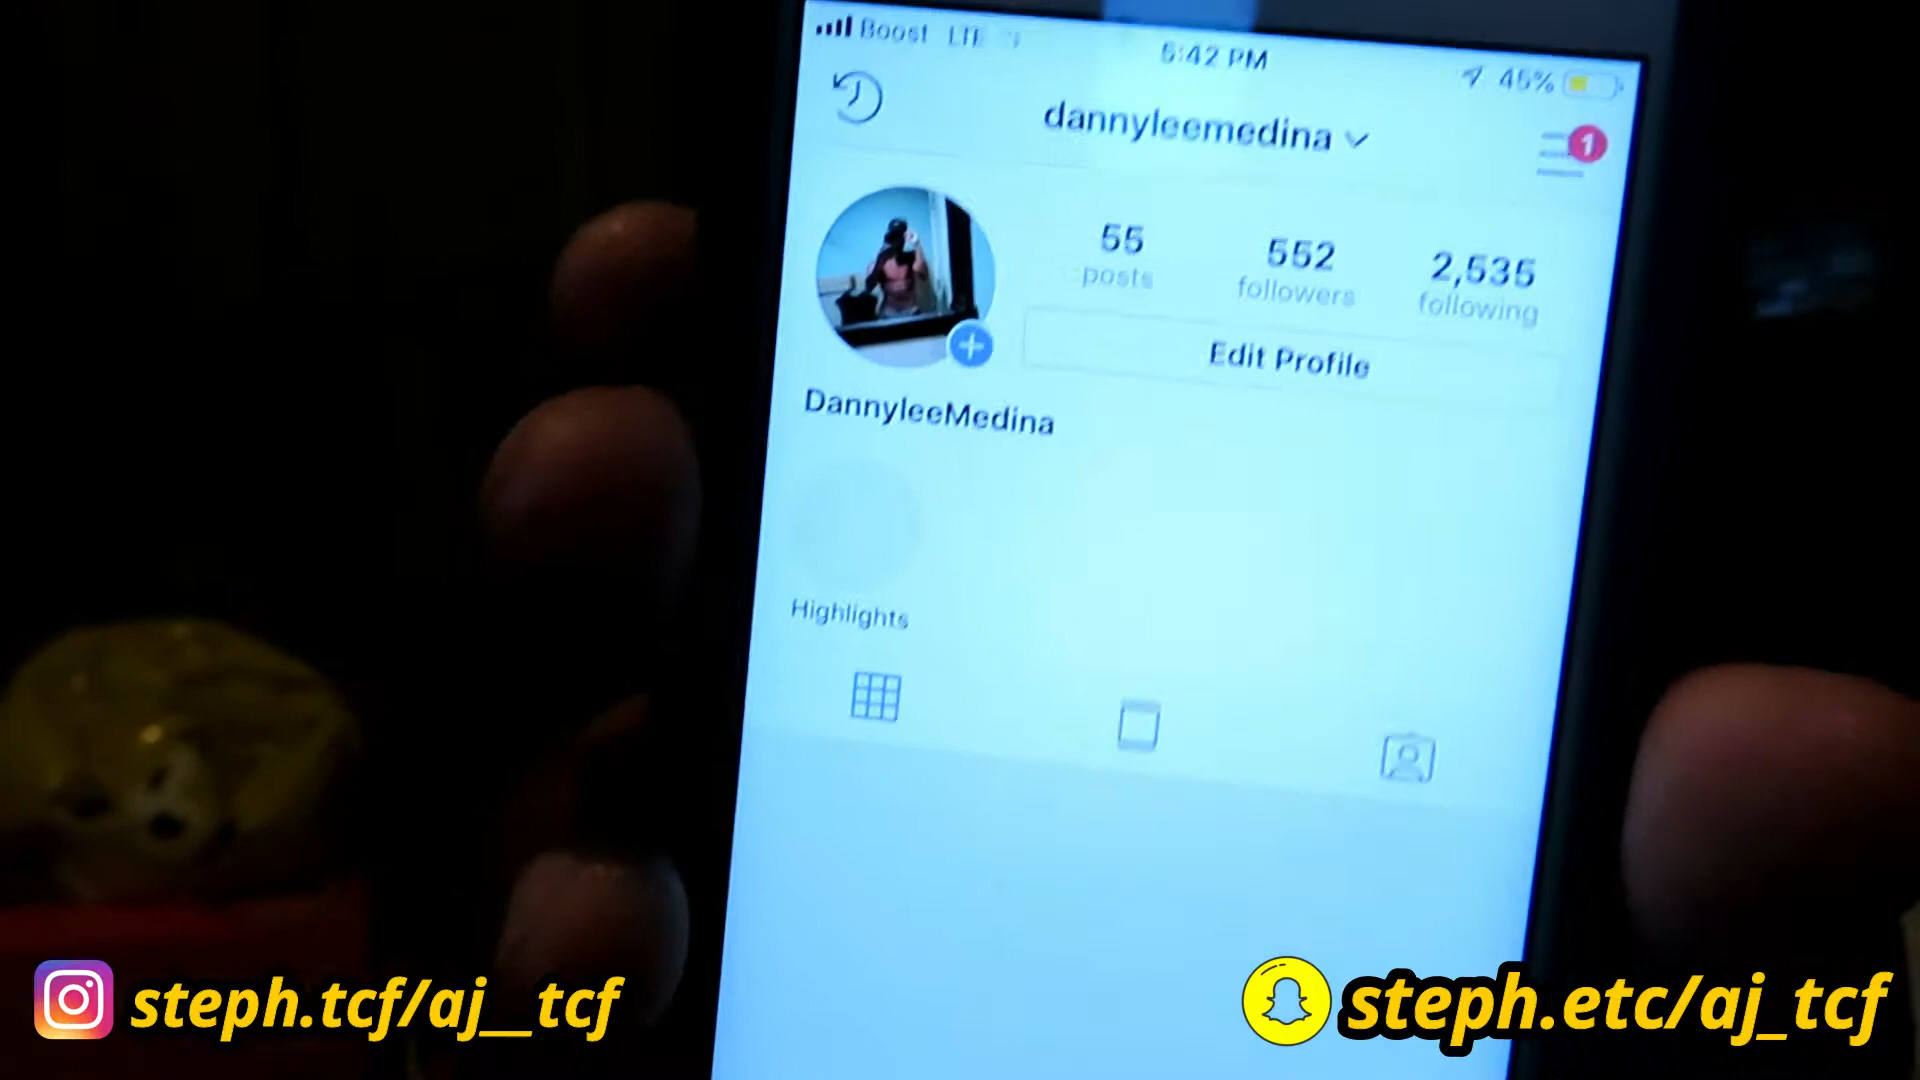 Boost LTE
5:42 PM
45%
dannyleemedina
1
55 posts
552 followers
2,535 following
Edit Profile
DannyleeMedina
Highlights
steph.tcf/aj__tcf
steph.etc/aj_tcf